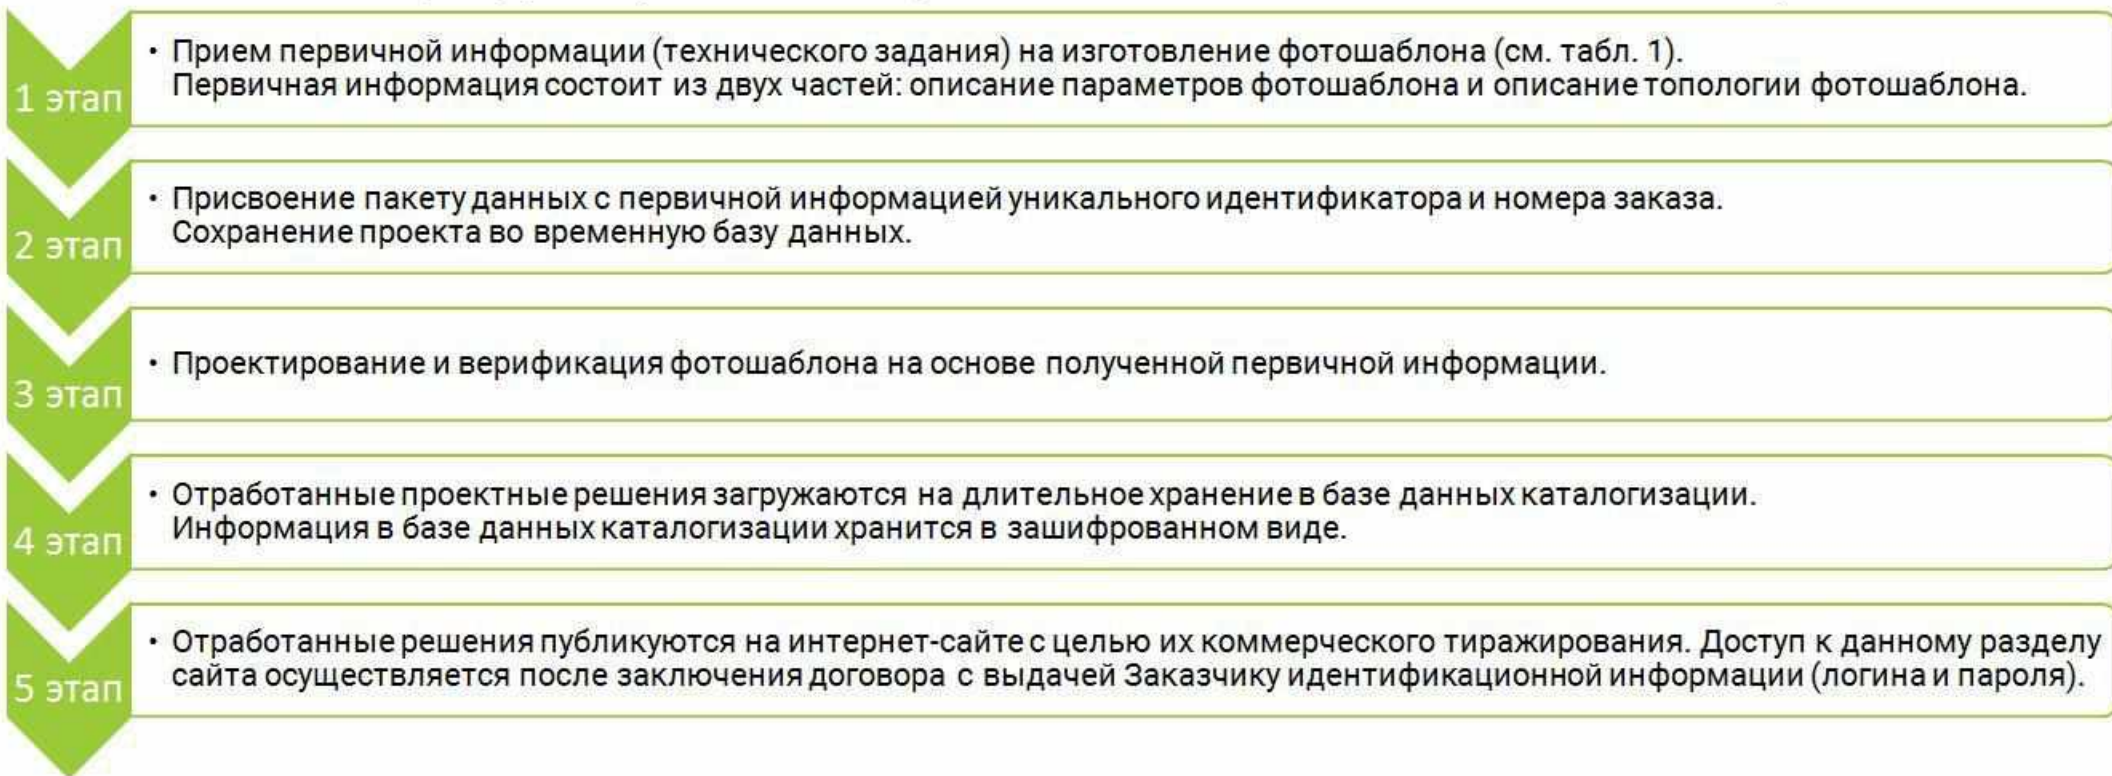 1 этап
• Прием первичной информации (технического задания) на изготовление фотошаблона (см. табл. 1).
Первичная информация состоит из двух частей: описание параметров фотошаблона и описание топологии фотошаблона.
2 этап
• Присвоение пакету данных с первичной информацией уникального идентификатора и номера заказа.
Сохранение проекта во временную базу данных.
3 этап
• Проектирование и верификация фотошаблона на основе полученной первичной информации.
4 этап
• Отработанные проектные решения загружаются на длительное хранение в базе данных каталогизации.
Информация в базе данных каталогизации хранится в зашифрованном виде.
5 этап
• Отработанные решения публикуются на интернет-сайте с целью их коммерческого тиражирования. Доступ к данному разделу
сайта осуществляется после заключения договора с выдачей Заказчику идентификационной информации (логина и пароля).